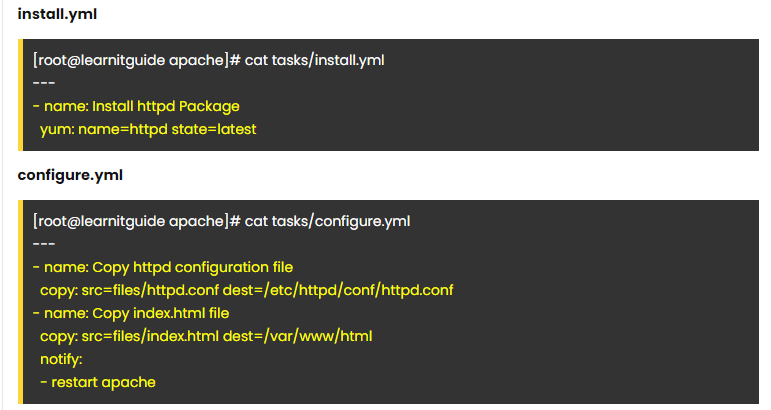 install.yml
[root@learnitguide apache]# cat tasks/install.yml
---
- name: Install httpd Package
yum: name=httpd state=latest
configure.yml
[root@learnitguide apache]# cat tasks/configure.yml
---
- name: Copy httpd configuration file
copy: src=files/httpd.conf dest=/etc/httpd/conf/httpd.conf
- name: Copy index.html file
copy: src=files/index.html dest=/var/www/html
notify:
- restart apache